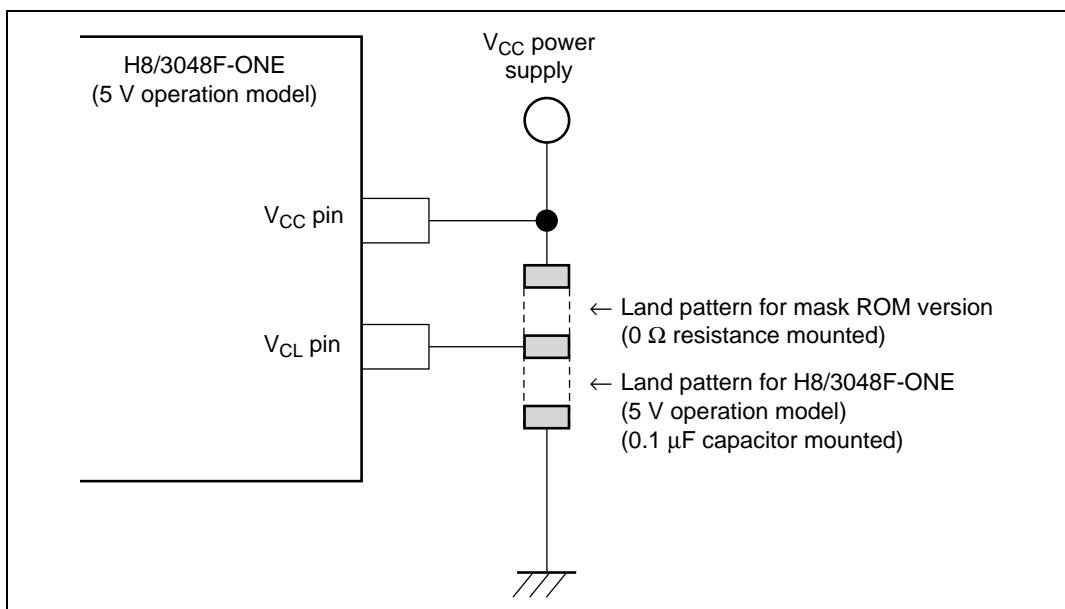 H8/3048F-ONE
(5 V operation model)
VCC power
supply
VCC pin
← Land pattern for mask ROM version
(0 Ω resistance mounted)
VCL pin
← Land pattern for H8/3048F-ONE
(5 V operation model)
(0.1 μF capacitor mounted)